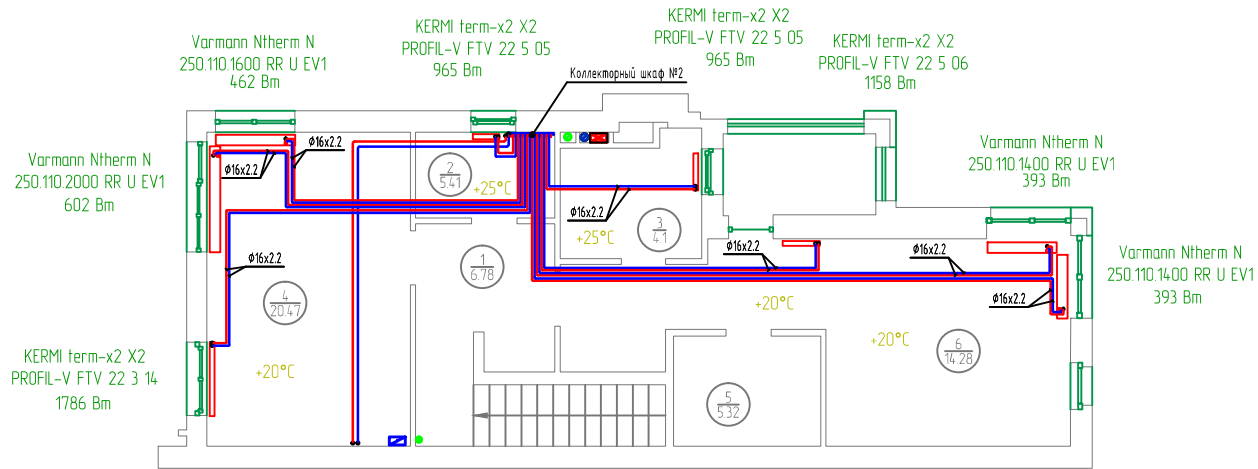 KERMI term-x2 X2
PROFIL-V FTV 22 5 05
965 Вт
KERMI term-x2 X2
PROFIL-V FTV 22 5 05
965 Вт
Varmann Ntherm N
250.110.1600 RR U EV1
462 Вт
KERMI term-x2 X2
PROFIL-V FTV 22 5 06
1158 Вт
Коллекторный шкаф №2
Varmann Ntherm N
250.110.1400 RR U EV1
393 Вт
Varmann Ntherm N
250.110.2000 RR U EV1
602 Вт
ϕ16x2.2
ϕ16x2.2
2
5.41
+25°C
ϕ16x2.2
3
4.1
+25°C
ϕ16x2.2
ϕ16x2.2
Varmann Ntherm N
250.110.1400 RR U EV1
393 Вт
ϕ16x2.2
1
6.78
4
20.47
ϕ16x2.2
+20°C
+20°C
6
14.28
KERMI term-x2 X2
PROFIL-V FTV 22 3 14
1786 Вт
+20°C
5
5.32